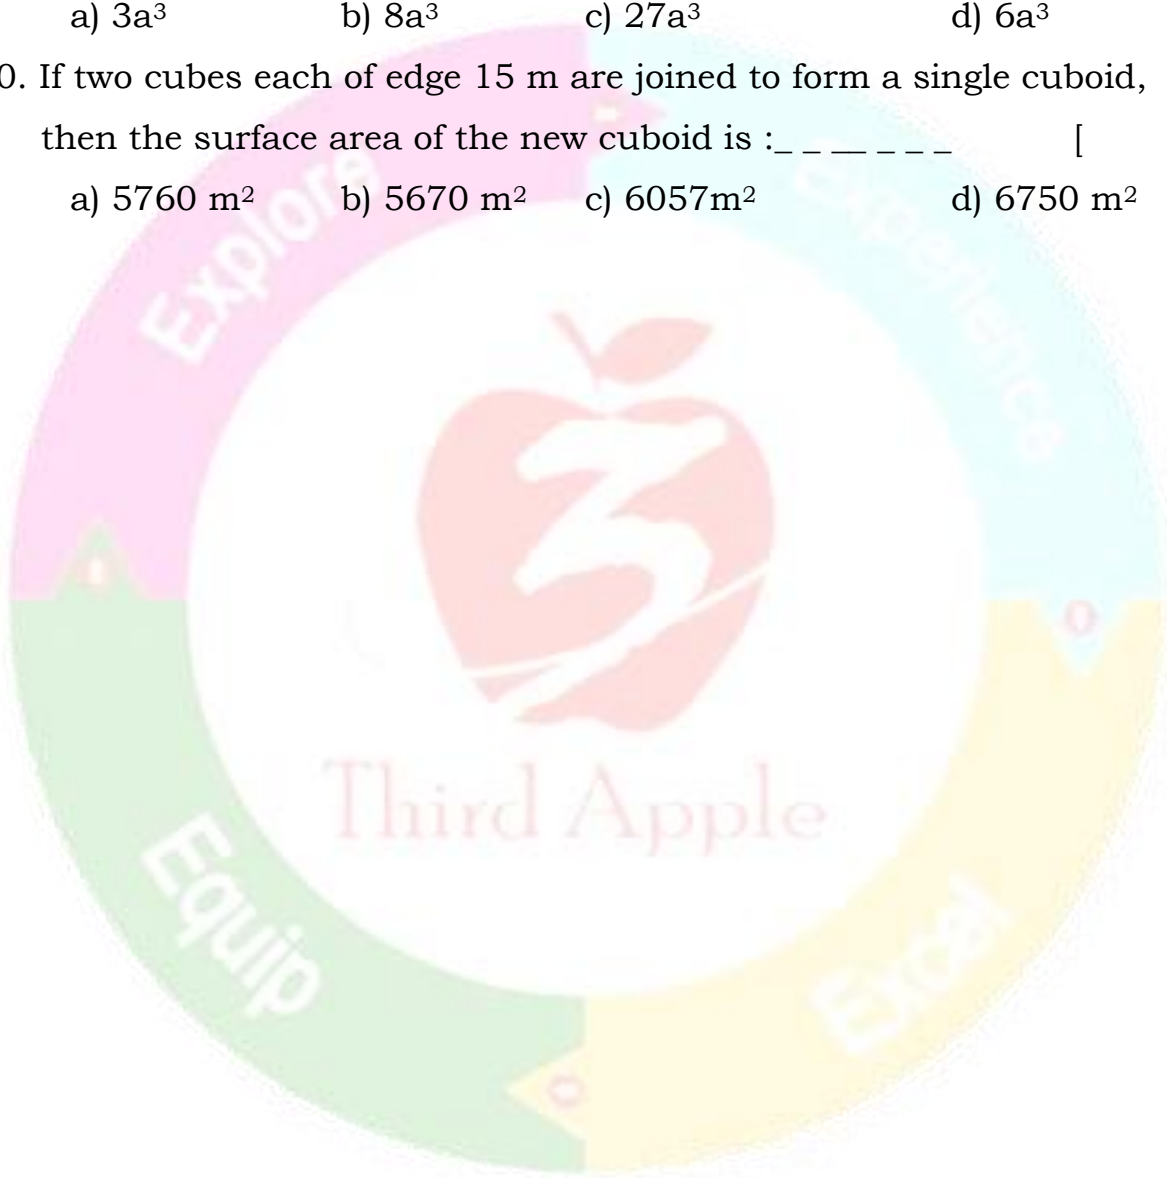 a) 3a³ b) 8a³ c) 27a³ d) 6a³
0. If two cubes each of edge 15 m are joined to form a single cuboid,
then the surface area of the new cuboid is :_ _ __ _ _ _ [
a) 5760 m² b) 5670 m² c) 6057m² d) 6750 m²
Explore
Experience
Third Apple
Equip
Excel